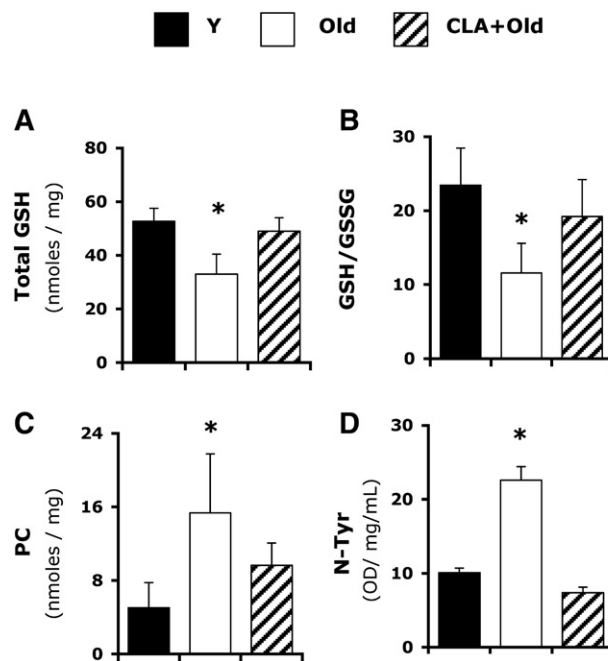 Y Old CLA+Old
A
Total GSH
(nmoles / mg)
80
60
40
20
0
*
B
GSH/GSSG
30
20
10
0
*
C
PC
(nmoles / mg)
24
16
8
0
*
D
N-Tyr
(OD/ mg/mL)
30
20
10
0
*